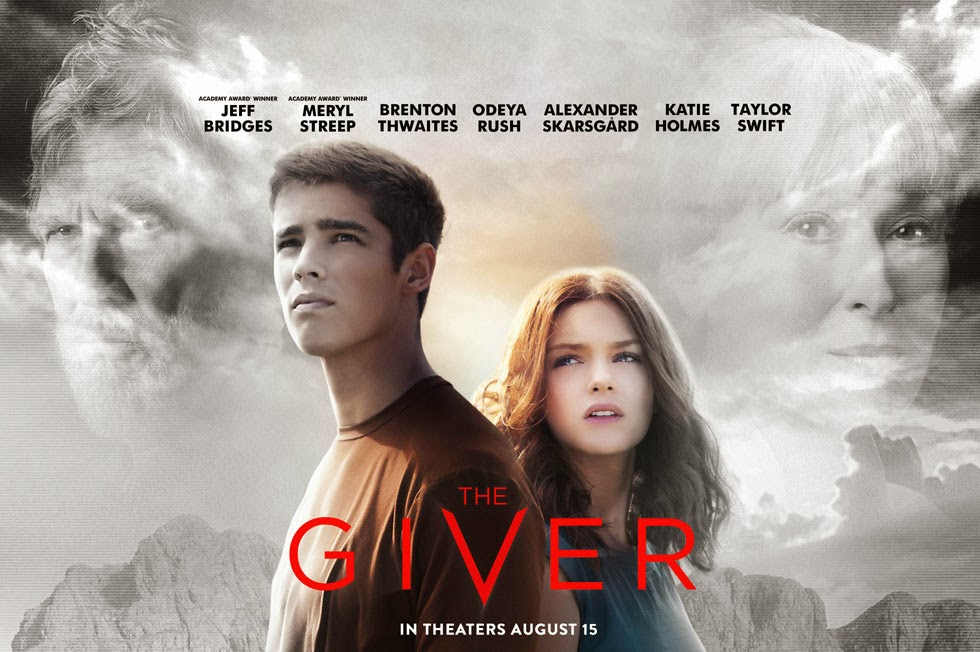 ACADEMY AWARD® WINNER ACADEMY AWARD® WINNER
JEFF MERYL BRENTON ODEYA ALEXANDER KATIE TAYLOR
BRIDGES STREEP THWAITES RUSH SKARSGÅRD HOLMES SWIFT
THE
GIVER
IN THEATERS AUGUST 15